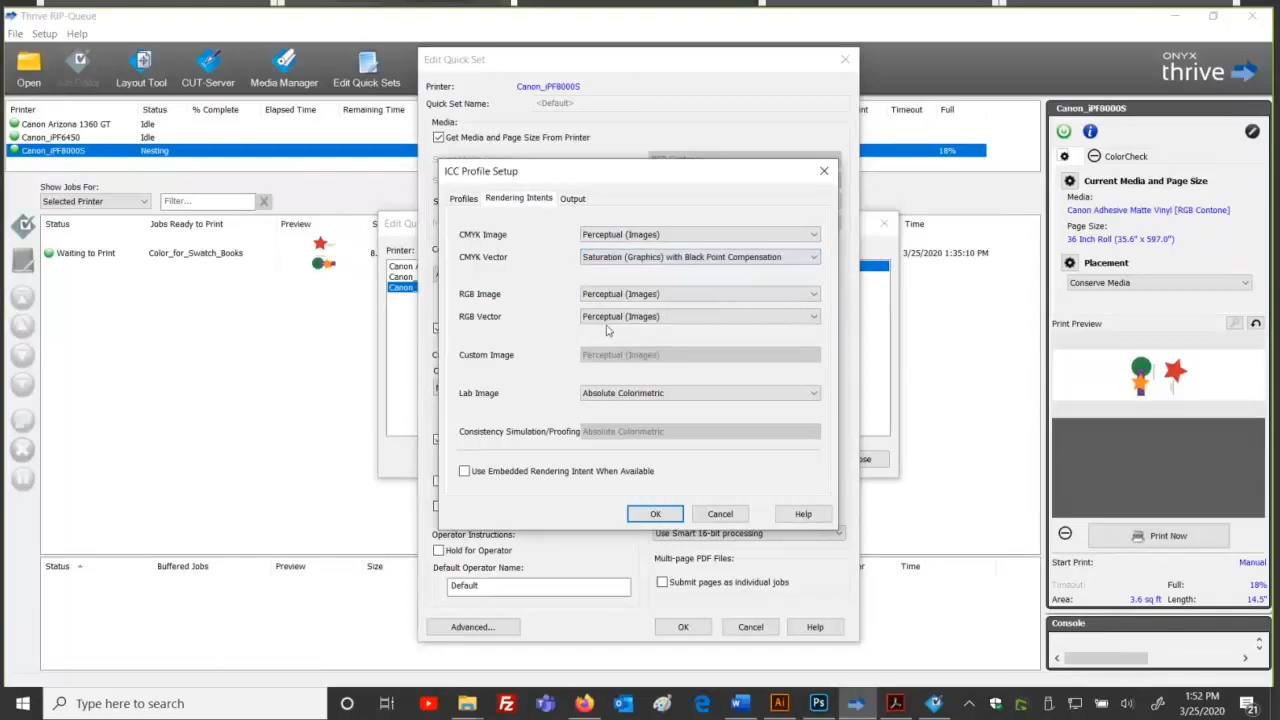 Thrive RIP-Queue
File Setup Help
Open
Layout Tool
CUT-Server
Media Manager
Edit Quick Sets
ONYX
thrive
Printer Status % Complete Elapsed Time Remaining Time
Timeout Full
Canon Arizona 1360 GT Idle
Canon_iPF6450 Idle
Canon_iPF8000S Nesting 18%
Show Jobs For:
Selected Printer Filter...
Status Jobs Ready to Print Preview
Time
Waiting to Print Color_for_Swatch_Books 8. 3/25/2020 1:35:10 PM
Status Buffered Jobs Preview Size
Time
Edit Qu
Printer:
Canon A
Canon_
Canon_
Edit Quick Set
Printer: Canon_iPF8000S
Quick Set Name: <Default>
Media:
Get Media and Page Size From Printer
ICC Profile Setup
Profiles Rendering Intents Output
CMYK Image Perceptual (Images)
CMYK Vector Saturation (Graphics) with Black Point Compensation
RGB Image Perceptual (Images)
RGB Vector Perceptual (Images)
Custom Image Perceptual (Images)
Lab Image Absolute Colorimetric
Consistency Simulation/Proofing Absolute Colorimetric
Use Embedded Rendering Intent When Available
OK Cancel Help
Operator Instructions:
Hold for Operator
Default Operator Name:
Default
Use Smart 16-bit processing
Multi-page PDF Files:
Submit pages as individual jobs
Advanced... OK Cancel Help
Canon_iPF8000S
ColorCheck
Current Media and Page Size
Media:
Canon Adhesive Matte Vinyl [RGB Contone]
Page Size:
36 Inch Roll (35.6" x 597.0")
Placement
Conserve Media
Print Preview
Print Now
Start Print: Manual
Timeout: Full: 18%
Area: 3.6 sq ft Length: 14.5"
Console
Type here to search
1:52 PM
3/25/2020
21